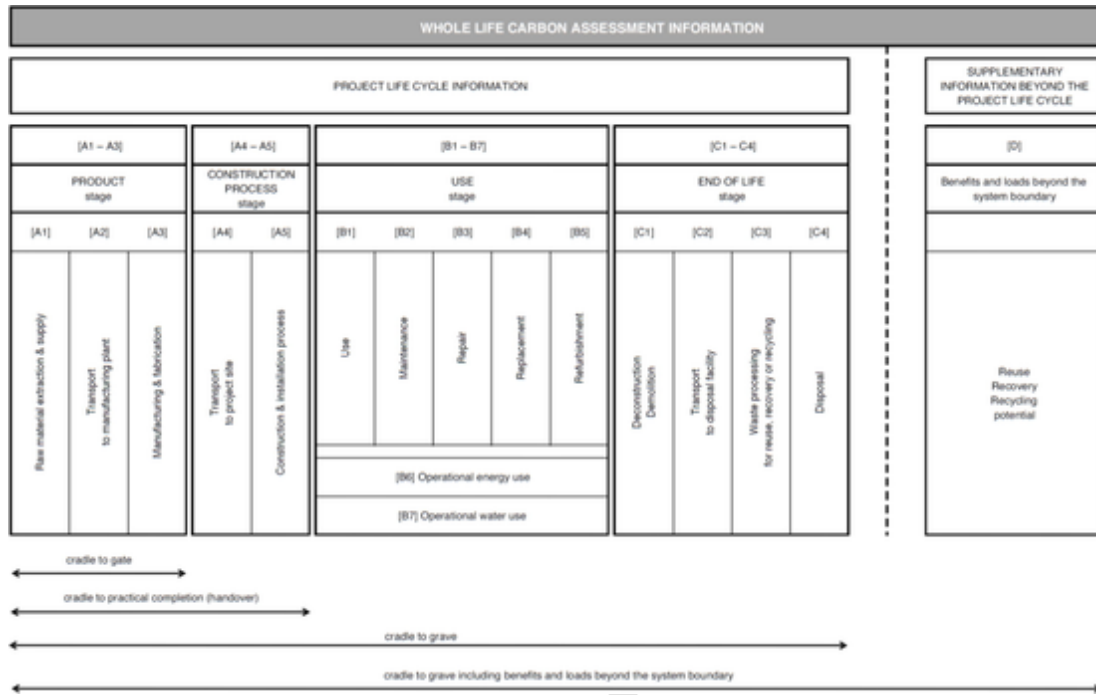 WHOLE LIFE CARBON ASSESSMENT INFORMATION
PROJECT LIFE CYCLE INFORMATION
SUPPLEMENTARY
INFORMATION BEYOND THE
PROJECT LIFE CYCLE
[A1 – A3]
[A4 – A5]
[B1 – B7]
[C1 – C4]
[D]
PRODUCT
stage
CONSTRUCTION
PROCESS
stage
USE
stage
END OF LIFE
stage
Benefits and loads beyond the
system boundary
[A1]
[A2]
[A3]
[A4]
[A5]
[B1]
[B2]
[B3]
[B4]
[B5]
[C1]
[C2]
[C3]
[C4]
Raw material extraction & supply
Transport
to manufacturing plant
Manufacturing & fabrication
Transport
to project site
Construction & installation process
Use
Maintenance
Repair
Replacement
Refurbishment
Deconstruction
Demolition
Transport
to disposal facility
Waste processing
for reuse, recovery or recycling
Disposal
Reuse
Recovery
Recycling
potential
[B6] Operational energy use
[B7] Operational water use
cradle to gate
cradle to practical completion (handover)
cradle to grave
cradle to grave including benefits and loads beyond the system boundary